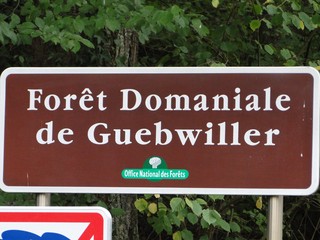 Forêt Domaniale
de Guebwiller
Office National des Forêts